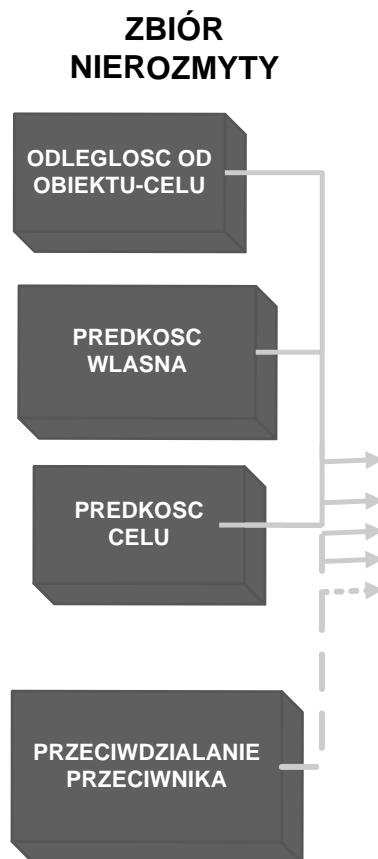 ZBIÓR
NIEROZMYTY
ODLEGLOSC OD
OBIEKTU-CELU
PREDKOSC
WLASNA
PREDKOSC
CELU
PRZECIWDZIALANIE
PRZECIWNIKA